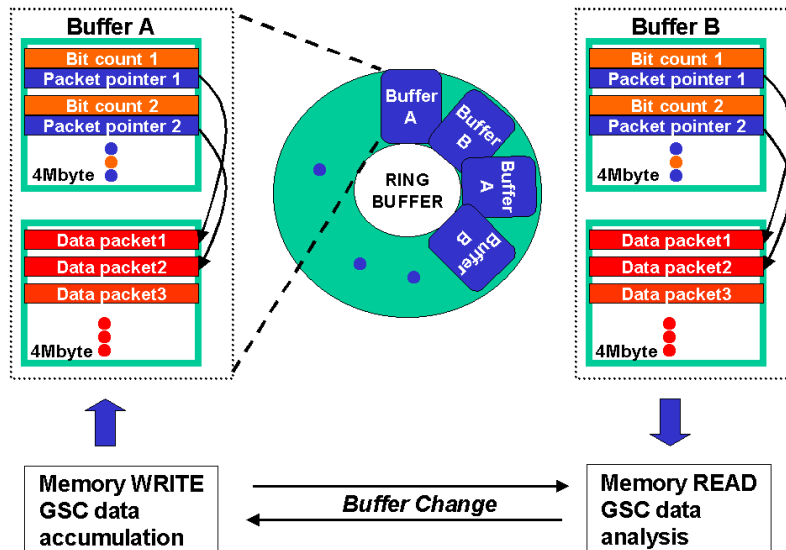 Buffer A
Bit count 1
Packet pointer 1
Bit count 2
Packet pointer 2
4Mbyte
Data packet1
Data packet2
Data packet3
4Mbyte
Buffer
A
Buffer
B
Buffer
A
Buffer
B
RING
BUFFER
Buffer B
Bit count 1
Packet pointer 1
Bit count 2
Packet pointer 2
4Mbyte
Data packet1
Data packet2
Data packet3
4Mbyte
Memory WRITE
GSC data
accumulation
Buffer Change
Memory READ
GSC data
analysis